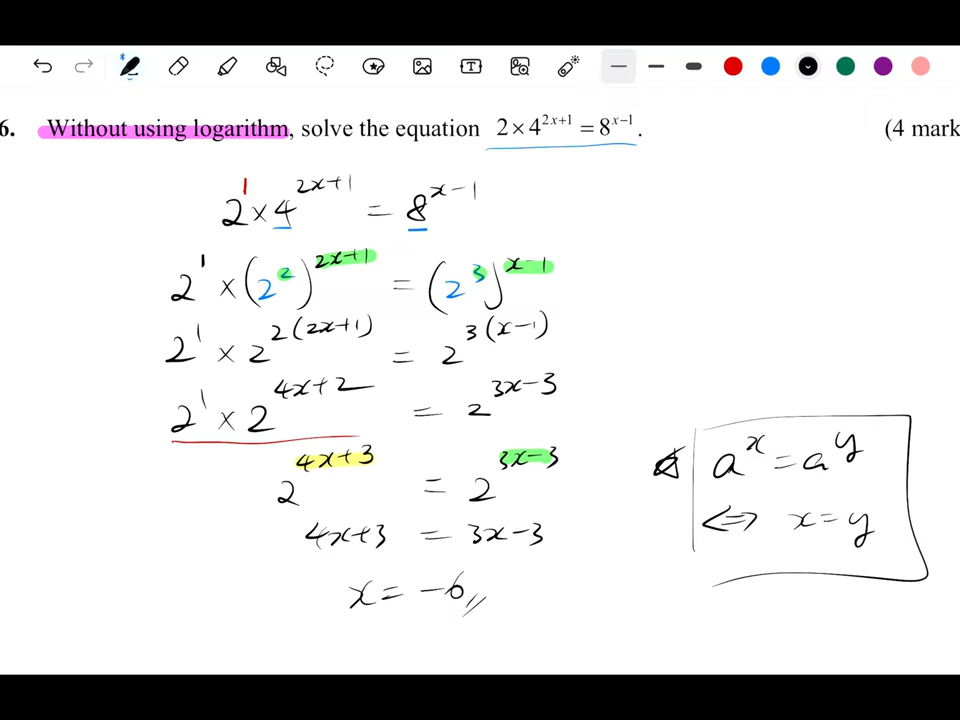 6. Without using logarithm, solve the equation 2 × 4^{2x+1} = 8^{x−1}. (4 mark
2^1 × 4^{2x+1} = 8^{x−1}
2^1 × (2^2)^{2x+1} = (2^3)^{x−1}
2^1 × 2^{2(2x+1)} = 2^{3(x−1)}
2^1 × 2^{4x+2} = 2^{3x−3}
2^{4x+3} = 2^{3x−3}
4x+3 = 3x−3
x = −6
a^x = a^y
⇔ x = y